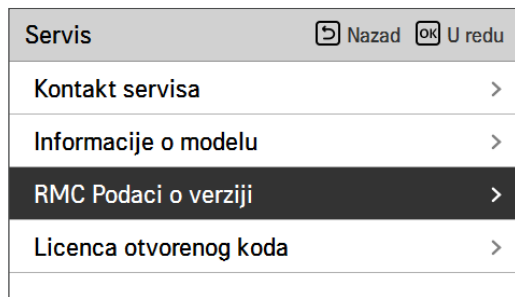 Servis Nazad OK U redu
Kontakt servisa >
Informacije o modelu >
RMC Podaci o verziji >
Licenca otvorenog koda >